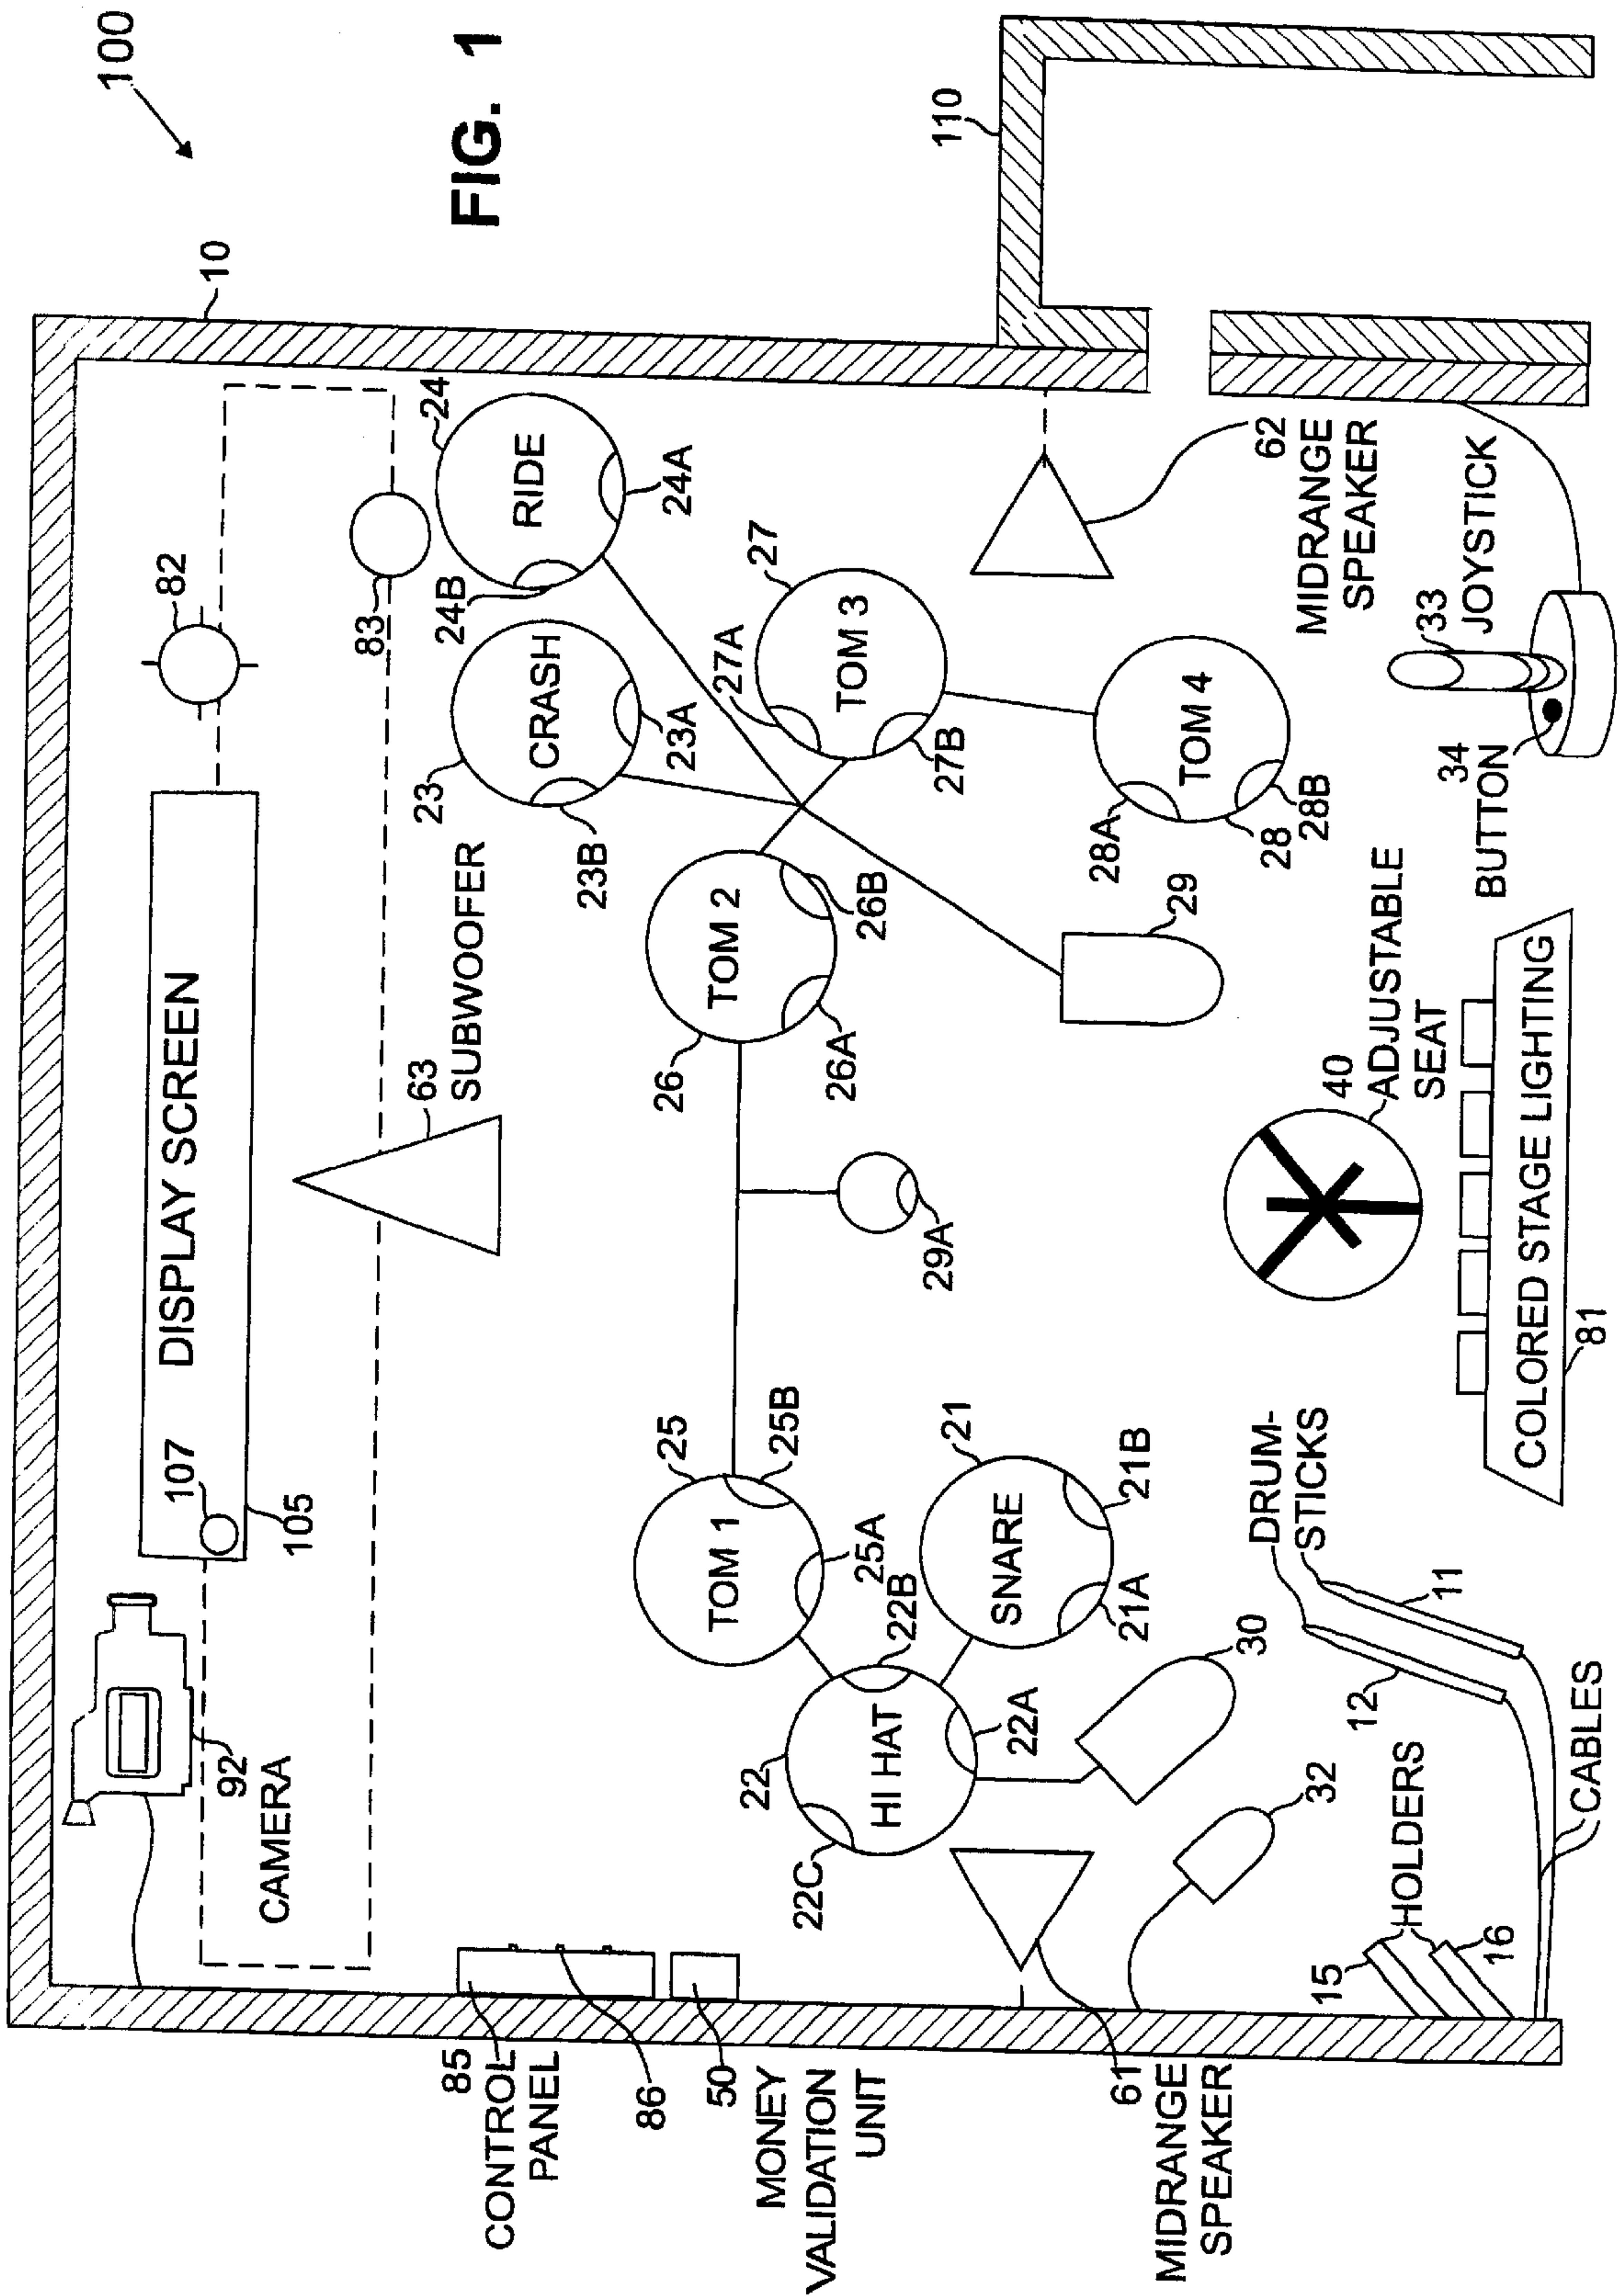 FIG. 1
100
10
110
85
CONTROL
PANEL
86
50
MONEY
VALIDATION
UNIT
61
MIDRANGE
SPEAKER
92
CAMERA
107
DISPLAY SCREEN
105
82
83
63
SUBWOOFER
23
CRASH
23A
23B
24
RIDE
24A
24B
25
TOM 1
25A
25B
26
TOM 2
26A
26B
27
TOM 3
27A
27B
22
HI HAT
22A
22B
22C
21
SNARE
21A
21B
29A
29
28
TOM 4
28A
28B
62
MIDRANGE
SPEAKER
30
32
15
HOLDERS
16
DRUM-
STICKS
12
11
CABLES
40
ADJUSTABLE
SEAT
COLORED STAGE LIGHTING
81
34
BUTTON
33
JOYSTICK